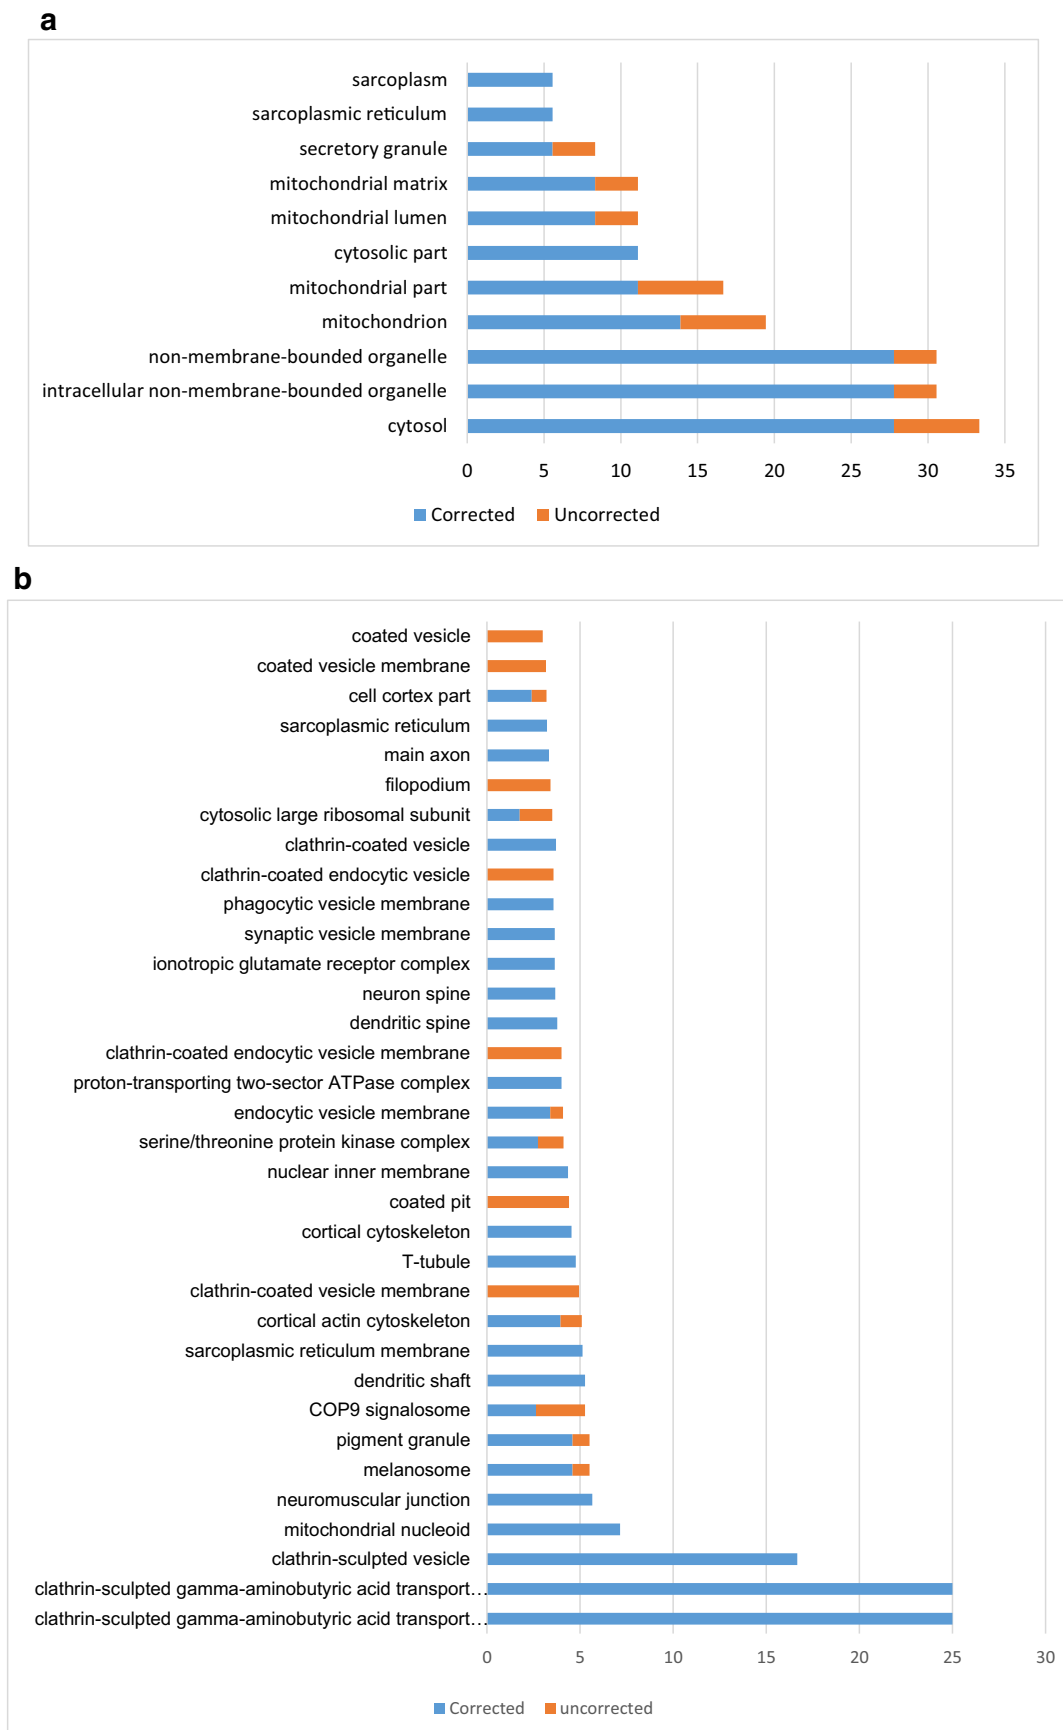 a
sarcoplasm
sarcoplasmic reticulum
secretory granule
mitochondrial matrix
mitochondrial lumen
cytosolic part
mitochondrial part
mitochondrion
non-membrane-bounded organelle
intracellular non-membrane-bounded organelle
cytosol
0 5 10 15 20 25 30 35
Corrected Uncorrected
b
coated vesicle
coated vesicle membrane
cell cortex part
sarcoplasmic reticulum
main axon
filopodium
cytosolic large ribosomal subunit
clathrin-coated vesicle
clathrin-coated endocytic vesicle
phagocytic vesicle membrane
synaptic vesicle membrane
ionotropic glutamate receptor complex
neuron spine
dendritic spine
clathrin-coated endocytic vesicle membrane
proton-transporting two-sector ATPase complex
endocytic vesicle membrane
serine/threonine protein kinase complex
nuclear inner membrane
coated pit
cortical cytoskeleton
T-tubule
clathrin-coated vesicle membrane
cortical actin cytoskeleton
sarcoplasmic reticulum membrane
dendritic shaft
COP9 signalosome
pigment granule
melanosome
neuromuscular junction
mitochondrial nucleoid
clathrin-sculpted vesicle
clathrin-sculpted gamma-aminobutyric acid transport…
clathrin-sculpted gamma-aminobutyric acid transport…
0 5 10 15 20 25 30
Corrected uncorrected